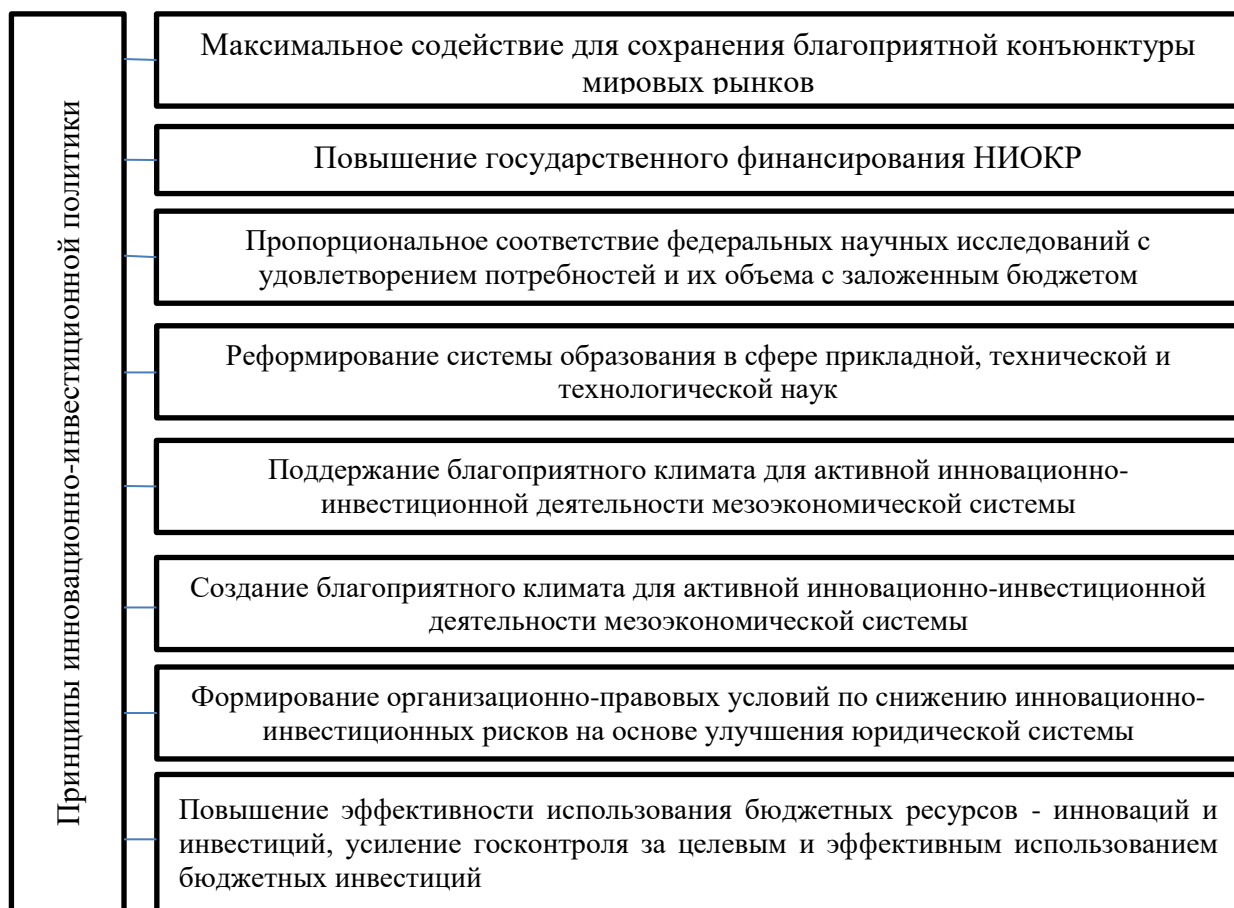 Принципы инновационно-инвестиционной политики
Максимальное содействие для сохранения благоприятной конъюнктуры
мировых рынков
Повышение государственного финансирования НИОКР
Пропорциональное соответствие федеральных научных исследований с
удовлетворением потребностей и их объема с заложенным бюджетом
Реформирование системы образования в сфере прикладной, технической и
технологической наук
Поддержание благоприятного климата для активной инновационно-
инвестиционной деятельности мезоэкономической системы
Создание благоприятного климата для активной инновационно-инвестиционной
деятельности мезоэкономической системы
Формирование организационно-правовых условий по снижению инновационно-
инвестиционных рисков на основе улучшения юридической системы
Повышение эффективности использования бюджетных ресурсов - инноваций и
инвестиций, усиление госконтроля за целевым и эффективным использованием
бюджетных инвестиций